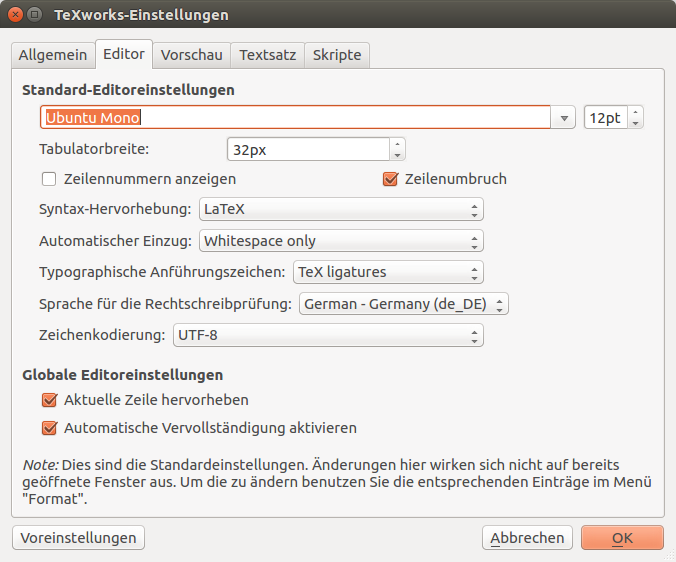 TeXworks-Einstellungen
Allgemein Editor Vorschau Textsatz Skripte
Standard-Editoreinstellungen
Ubuntu Mono 12pt
Tabulatorbreite: 32px
Zeilennummern anzeigen Zeilenumbruch
Syntax-Hervorhebung: LaTeX
Automatischer Einzug: Whitespace only
Typographische Anführungszeichen: TeX ligatures
Sprache für die Rechtschreibprüfung: German - Germany (de_DE)
Zeichenkodierung: UTF-8
Globale Editoreinstellungen
Aktuelle Zeile hervorheben
Automatische Vervollständigung aktivieren
Note: Dies sind die Standardeinstellungen. Änderungen hier wirken sich nicht auf bereits
geöffnete Fenster aus. Um die zu ändern benutzen Sie die entsprechenden Einträge im Menü
"Format".
Voreinstellungen Abbrechen OK